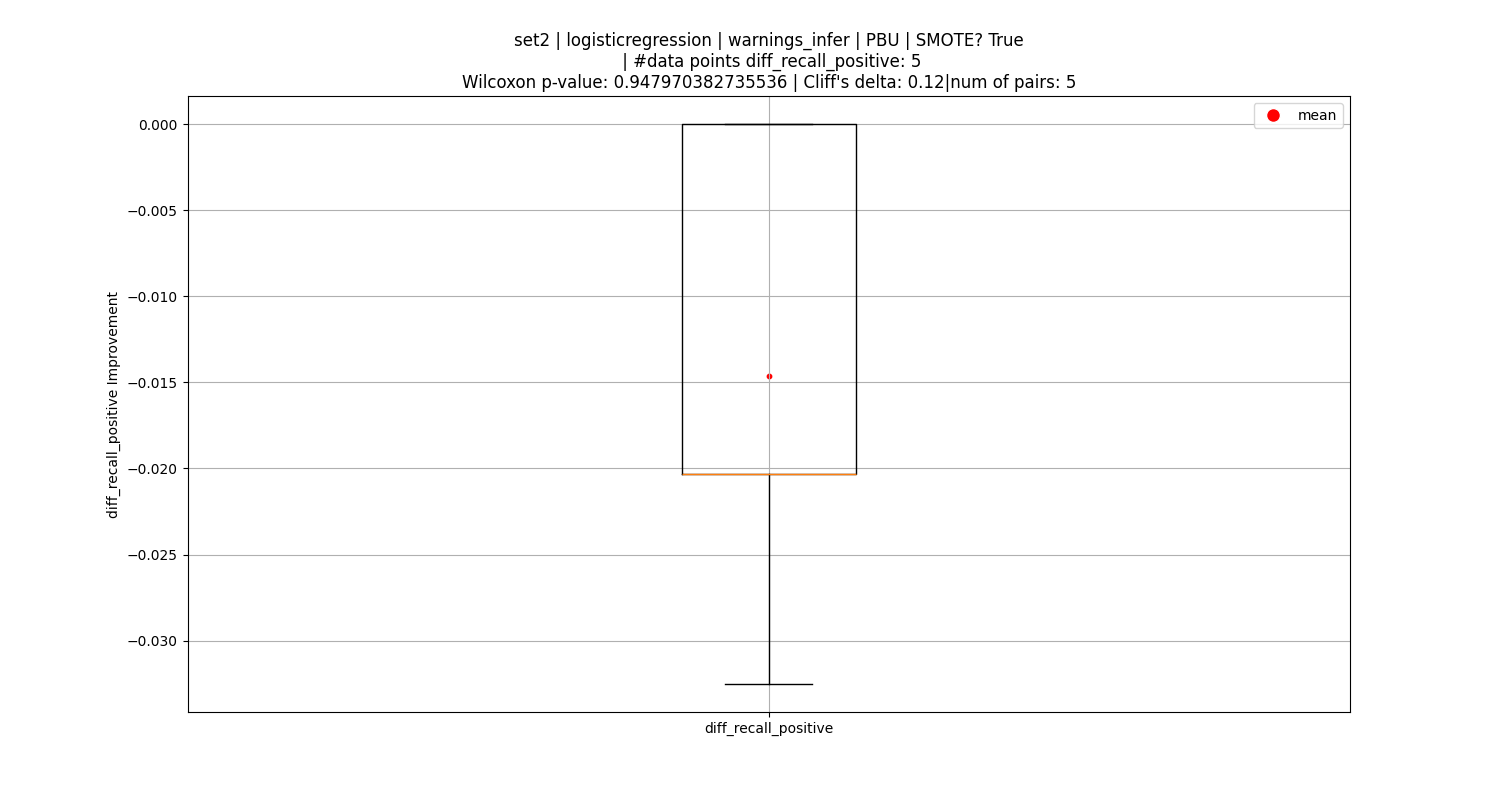 set2 | logisticregression | warnings_infer | PBU | SMOTE? True
| #data points diff_recall_positive: 5
Wilcoxon p-value: 0.947970382735536 | Cliff's delta: 0.12|num of pairs: 5
mean
0.000
−0.005
−0.010
−0.015
−0.020
−0.025
−0.030
diff_recall_positive Improvement
diff_recall_positive